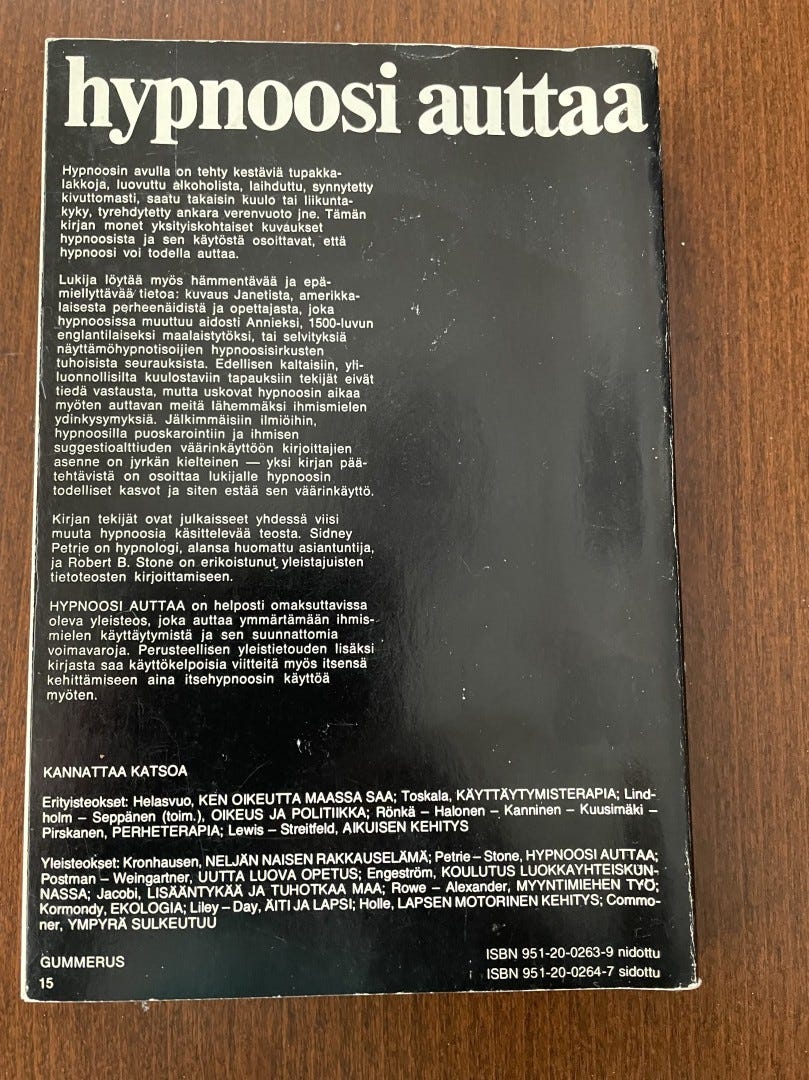 hypnoosi auttaa
Hypnoosin avulla on tehty kestäviä tupakka-
lakkoja, luovuttu alkoholista, laihduttu, synnytetty
kivuttomasti, saatu takaisin kuulo tai liikunta-
kyky, tyrehdytetty ankara verenvuoto jne. Tämän
kirjan monet yksityiskohtaiset kuvaukset
hypnoosista ja sen käytöstä osoittavat, että
hypnoosi voi todella auttaa.
Lukija löytää myös hämmentävää ja epä-
miellyttävää tietoa: kuvaus Janetista, amerikka-
laisesta perheenäidistä ja opettajasta, joka
hypnoosissa muuttuu aidosti Annieksi, 1500-luvun
englantilaiseksi maalaistytöksi, tai selvityksiä
näyttämöhypnotisoijien hypnoosisirkusten
tuhoisista seurauksista. Edellisen kaltaisiin, yli-
luonnollisilta kuulostaviin tapauksiin tekijät eivät
tiedä vastausta, mutta uskovat hypnoosin aikaa
myöten auttavan meitä lähemmäksi ihmismielen
ydinkysymyksiä. Jälkimmäisiin ilmiöihin,
hypnoosilla puoskarointiin ja ihmisen
suggestioalttiuden väärinkäyttöön kirjoittajien
asenne on jyrkän kielteinen — yksi kirjan pää-
tehtävistä on osoittaa lukijalle hypnoosin
todelliset kasvot ja siten estää sen väärinkäyttö.
Kirjan tekijät ovat julkaisseet yhdessä viisi
muuta hypnoosia käsittelevää teosta. Sidney
Petrie on hypnologi, alansa huomattu asiantuntija,
ja Robert B. Stone on erikoistunut yleistajuisten
tietoteosten kirjoittamiseen.
HYPNOOSI AUTTAA on helposti omaksuttavissa
oleva yleisteos, joka auttaa ymmärtämään ihmis-
mielen käyttäytymistä ja sen suunnattomia
voimavaroja. Perusteellisen yleistietouden lisäksi
kirjasta saa käyttökelpoisia viitteitä myös itsensä
kehittämiseen aina itsehypnoosin käyttöä
myöten.
KANNATTAA KATSOA
Erityisteokset: Helasvuo, KEN OIKEUTTA MAASSA SAA; Toskala, KÄYTTÄYTYMISTERAPIA; Lind-
holm – Seppänen (toim.), OIKEUS JA POLITIIKKA; Rönkä – Halonen – Kanninen – Kuusimäki –
Pirskanen, PERHETERAPIA; Lewis – Streitfeld, AIKUISEN KEHITYS
Yleisteokset: Kronhausen, NELJÄN NAISEN RAKKAUSELÄMÄ; Petrie – Stone, HYPNOOSI AUTTAA;
Postman – Weingartner, UUTTA LUOVA OPETUS; Engeström, KOULUTUS LUOKKAYHTEISKUN-
NASSA; Jacobi, LISÄÄNTYKÄÄ JA TUHOTKAA MAA; Rowe – Alexander, MYYNTIMIEHEN TYÖ;
Kormondy, EKOLOGIA; Liley – Day, ÄITI JA LAPSI; Holle, LAPSEN MOTORINEN KEHITYS; Commo-
ner, YMPYRÄ SULKEUTUU
GUMMERUS
ISBN 951-20-0263-9 nidottu
ISBN 951-20-0264-7 sidottu
15